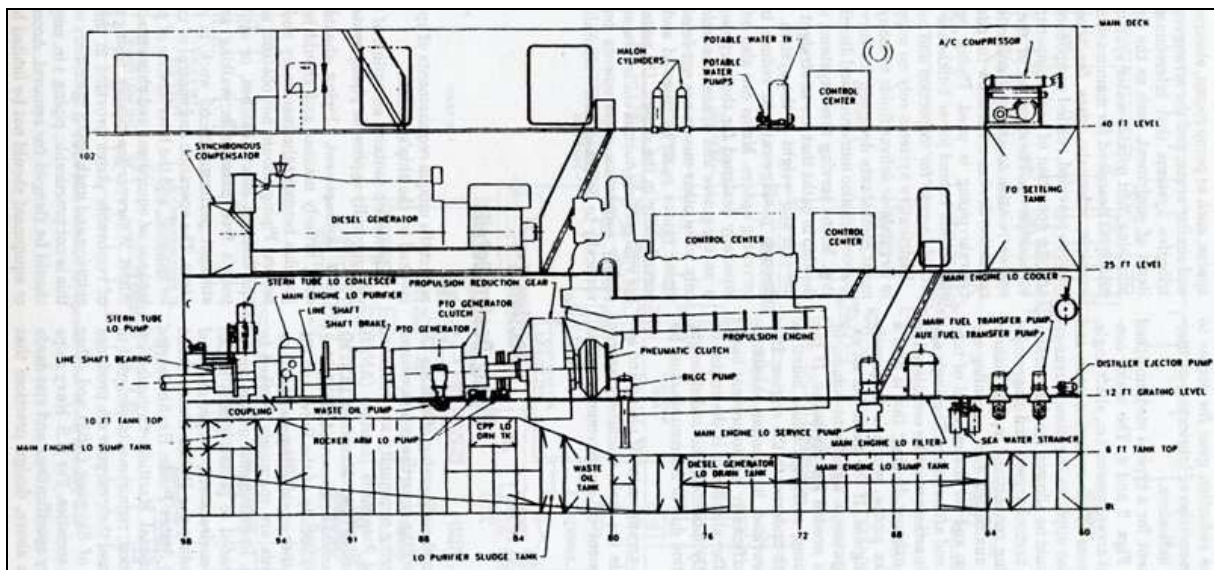 MAIN DECK
POTABLE WATER TK
A/C COMPRESSOR
HALON
CYLINDERS
POTABLE
WATER
PUMPS
CONTROL
CENTER
40 FT LEVEL
102
SYNCHRONOUS
COMPENSATOR
FO SETTLING
TANK
DIESEL GENERATOR
CONTROL CENTER
CONTROL
CENTER
25 FT LEVEL
STERN TUBE LO COALESCER
PROPULSION REDUCTION GEAR
MAIN ENGINE LO COOLER
MAIN ENGINE LO PURIFIER
PTO GENERATOR
CLUTCH
LINE SHAFT
STERN TUBE
LO PUMP
SHAFT BRAKE
PTO GENERATOR
MAIN FUEL TRANSFER PUMP
AUX FUEL TRANSFER PUMP
PROPULSION ENGINE
LINE SHAFT BEARING
PNEUMATIC CLUTCH
DISTILLER EJECTOR PUMP
BILGE PUMP
12 FT GRATING LEVEL
COUPLING
WASTE OIL PUMP
10 FT TANK TOP
CPP LO
DRN TK
MAIN ENGINE LO SERVICE PUMP
ROCKER ARM LO PUMP
MAIN ENGINE LO FILTER
SEA WATER STRAINER
MAIN ENGINE LO SUMP TANK
6 FT TANK TOP
WASTE
OIL
TANK
DIESEL GENERATOR
LO DRAIN TANK
MAIN ENGINE LO SUMP TANK
BL
98 94 91 88 84 80 76 72 68 64 60
LO PURIFIER SLUDGE TANK